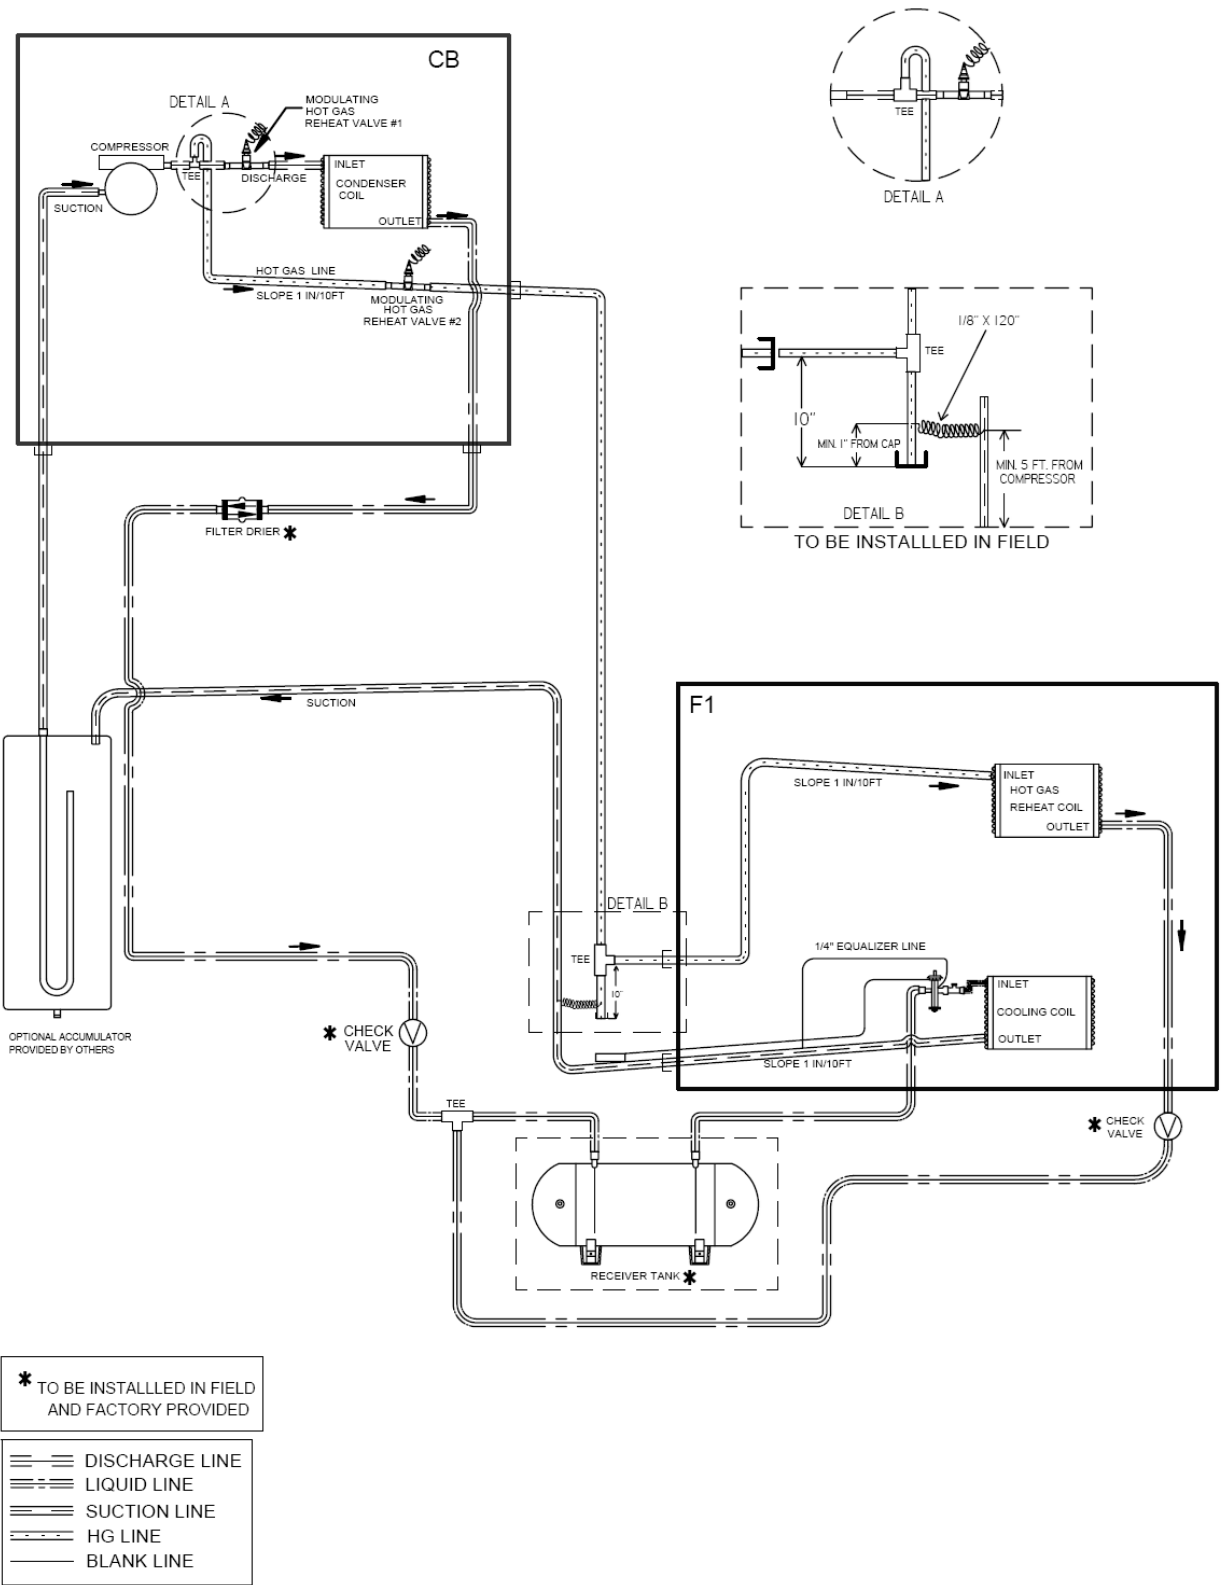 CB
DETAIL A
MODULATING
HOT GAS
REHEAT VALVE #1
COMPRESSOR
TEE
DISCHARGE
INLET
CONDENSER
COIL
OUTLET
SUCTION
HOT GAS LINE
SLOPE 1 IN/10FT
MODULATING
HOT GAS
REHEAT VALVE #2
TEE
DETAIL A
1/8" X 120"
TEE
10"
MIN. 1" FROM CAP
MIN. 5 FT. FROM
COMPRESSOR
DETAIL B
TO BE INSTALLLED IN FIELD
FILTER DRIER *
SUCTION
F1
SLOPE 1 IN/10FT
INLET
HOT GAS
REHEAT COIL
OUTLET
DETAIL B
TEE
10"
1/4" EQUALIZER LINE
INLET
COOLING COIL
OUTLET
SLOPE 1 IN/10FT
OPTIONAL ACCUMULATOR
PROVIDED BY OTHERS
* CHECK
VALVE
TEE
* CHECK
VALVE
RECEIVER TANK *
* TO BE INSTALLLED IN FIELD
AND FACTORY PROVIDED
DISCHARGE LINE
LIQUID LINE
SUCTION LINE
HG LINE
BLANK LINE